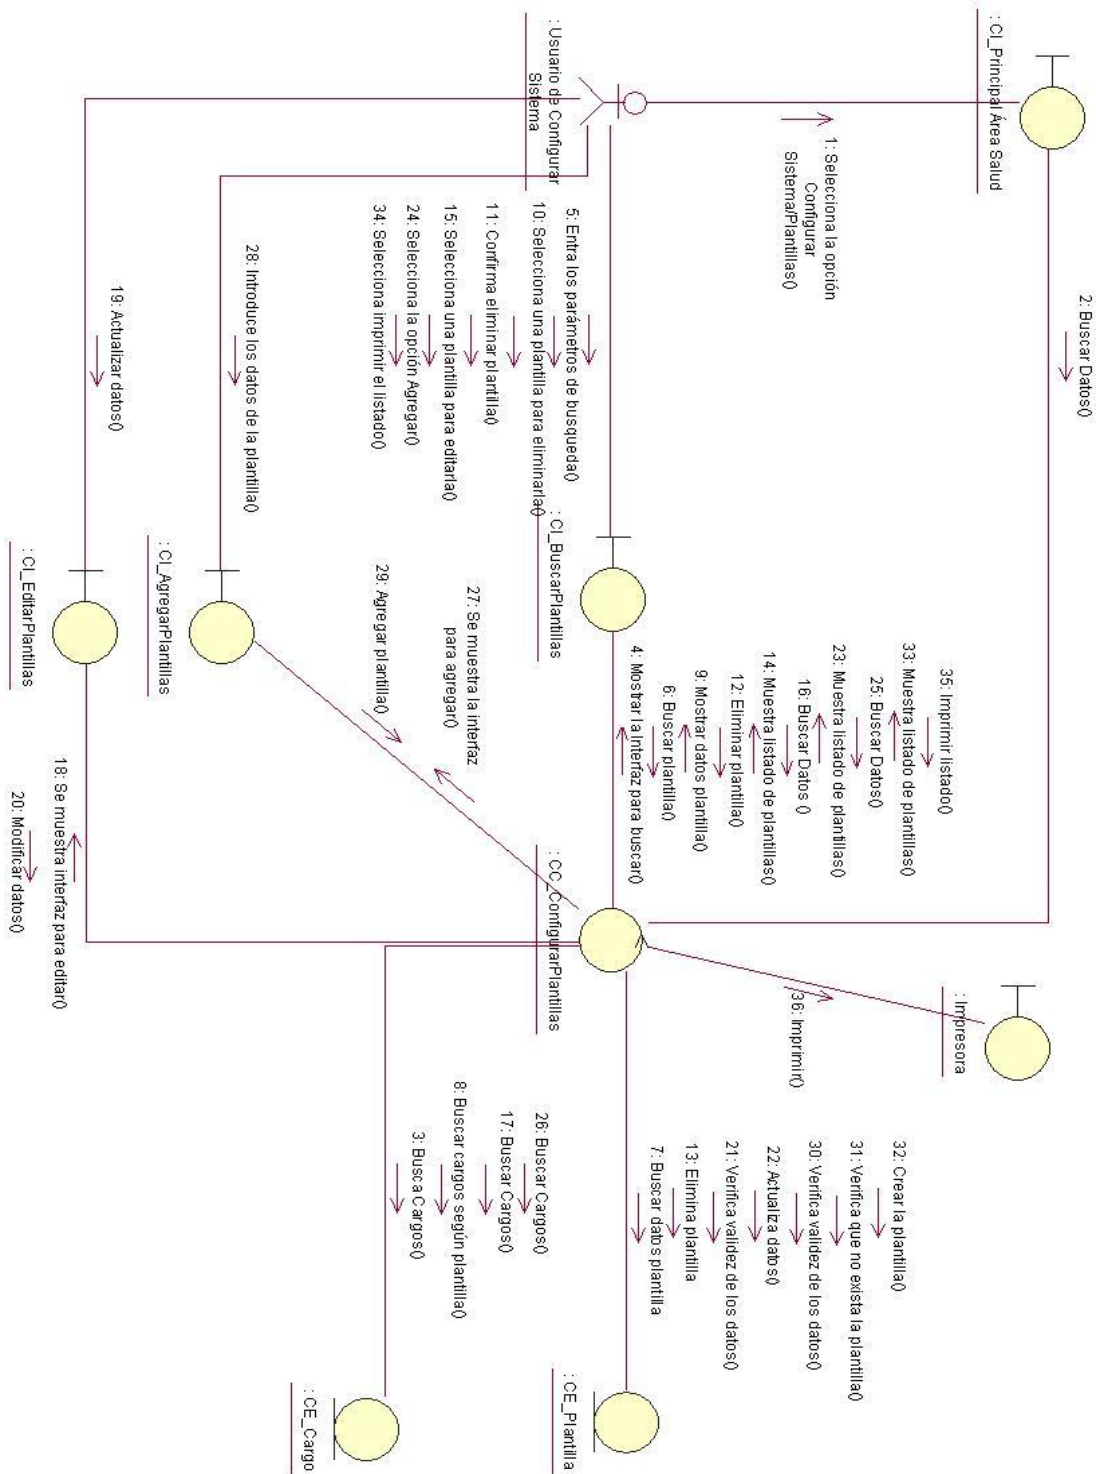 : CI_Principal Área Salud
: Usuario de Configurar
Sistema
1: Selecciona la opción
Configurar
Sistema/Plantillas()
2: Buscar Datos()
5: Entra los parámetros de busqueda()
10: Selecciona una plantilla para eliminarla()
11: Confirma eliminar plantilla()
15: Selecciona una plantilla para editarla()
24: Selecciona la opción Agregar()
34: Selecciona imprimir el listado()
28: Introduce los datos de la plantilla()
19: Actualizar datos()
: CI_BuscarPlantillas
: CI_AgregarPlantillas
: CI_EditarPlantillas
35: Imprimir listado()
33: Muestra listado de plantillas()
25: Buscar Datos()
23: Muestra listado de plantillas()
16: Buscar Datos ()
14: Muestra listado de plantillas()
12: Eliminar plantilla()
9: Mostrar datos plantilla()
6: Buscar plantilla()
4: Mostrar la Interfaz para buscar()
27: Se muestra la interfaz
para agregar()
29: Agregar plantilla()
18: Se muestra interfaz para editar()
20: Modificar datos()
: CC_ConfigurarPlantillas
: Impresora
36: Imprimir()
32: Crear la plantilla()
31: Verifica que no exista la plantilla()
30: Verifica validez de los datos()
22: Actualiza datos()
21: Verifica validez de los datos()
13: Elimina plantilla
7: Buscar datos plantilla
26: Buscar Cargos()
17: Buscar Cargos()
8: Buscar cargos según plantilla()
3: Busca Cargos()
: CE_Plantilla
: CE_Cargo